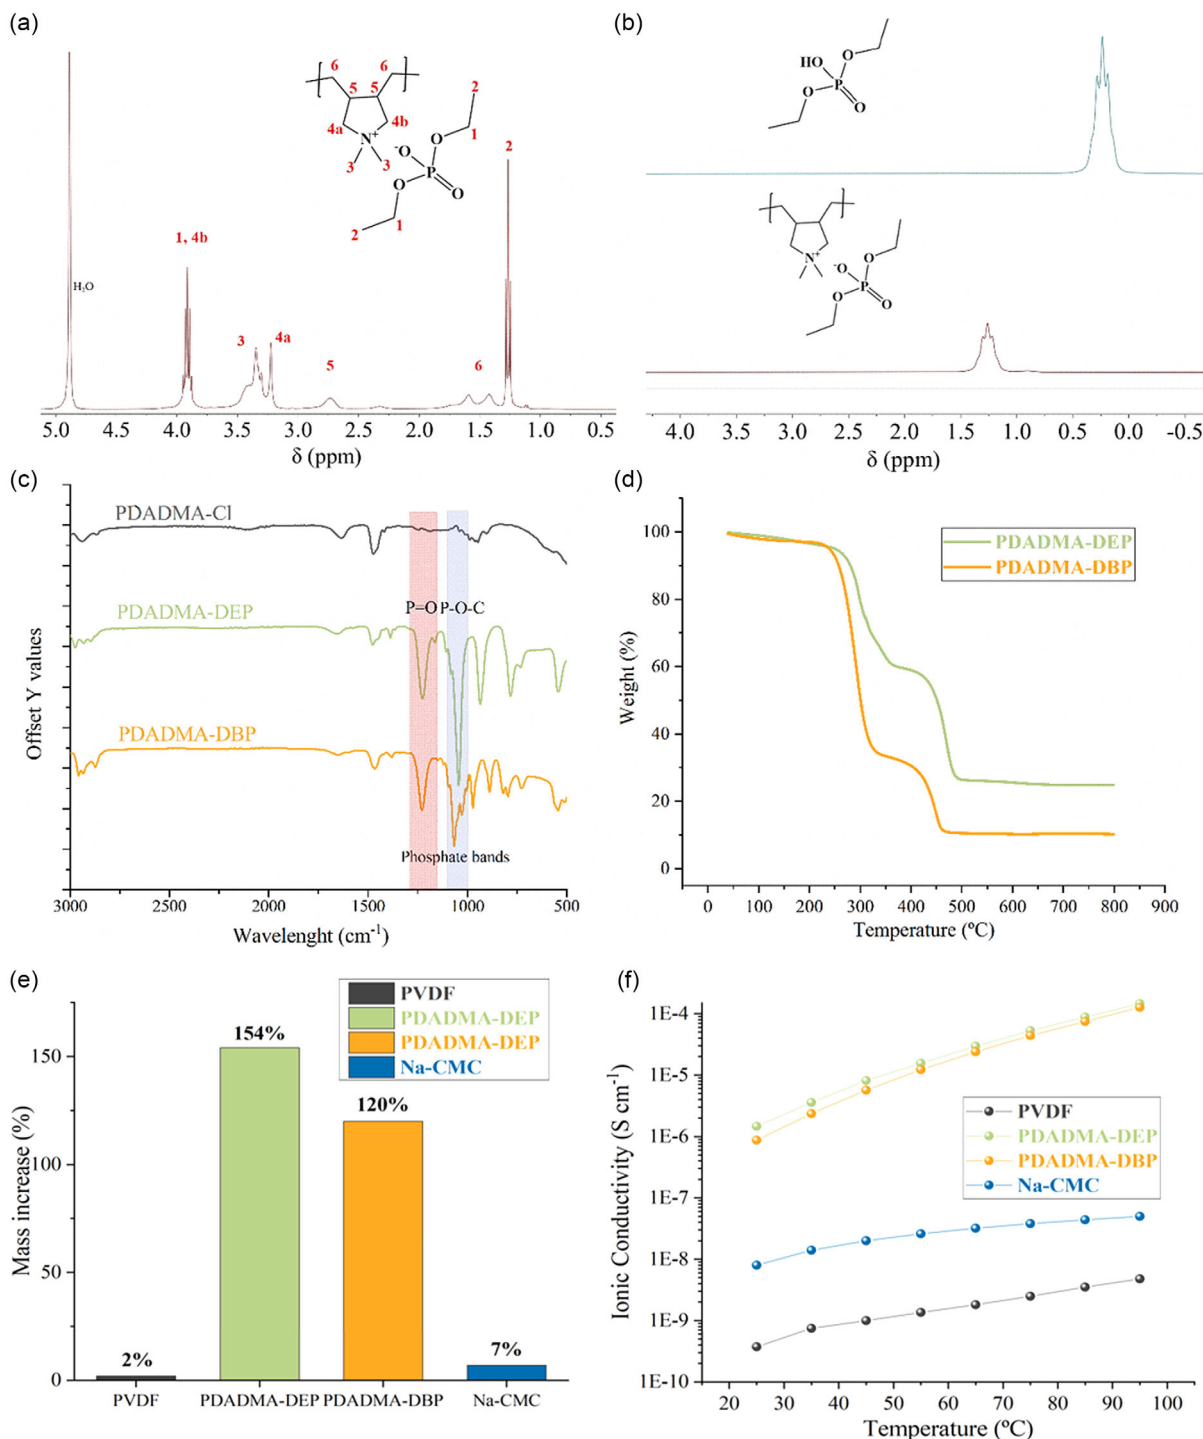 (a)
6
6
5
5
4a
4b
N+
3
3
2
1
-O
O
P
O
O
1
2
2
1, 4b
H2O
3
4a
5
6
5.0 4.5 4.0 3.5 3.0 2.5 2.0 1.5 1.0 0.5
δ (ppm)
(b)
HO
O
P
O
O
N+
-O
O
P
O
O
4.0 3.5 3.0 2.5 2.0 1.5 1.0 0.5 0.0 -0.5
δ (ppm)
(c)
PDADMA-Cl
P=O P-O-C
PDADMA-DEP
PDADMA-DBP
Phosphate bands
Offset Y values
3000 2500 2000 1500 1000 500
Wavelenght (cm-1)
(d)
PDADMA-DEP
PDADMA-DBP
Weight (%)
100
80
60
40
20
0
0 100 200 300 400 500 600 700 800 900
Temperature (ºC)
(e)
PVDF
PDADMA-DEP
PDADMA-DEP
Na-CMC
Mass increase (%)
150
100
50
0
2%
154%
120%
7%
PVDF PDADMA-DEP PDADMA-DBP Na-CMC
(f)
PVDF
PDADMA-DEP
PDADMA-DBP
Na-CMC
Ionic Conductivity (S cm-1)
1E-4
1E-5
1E-6
1E-7
1E-8
1E-9
1E-10
20 30 40 50 60 70 80 90 100
Temperature (ºC)